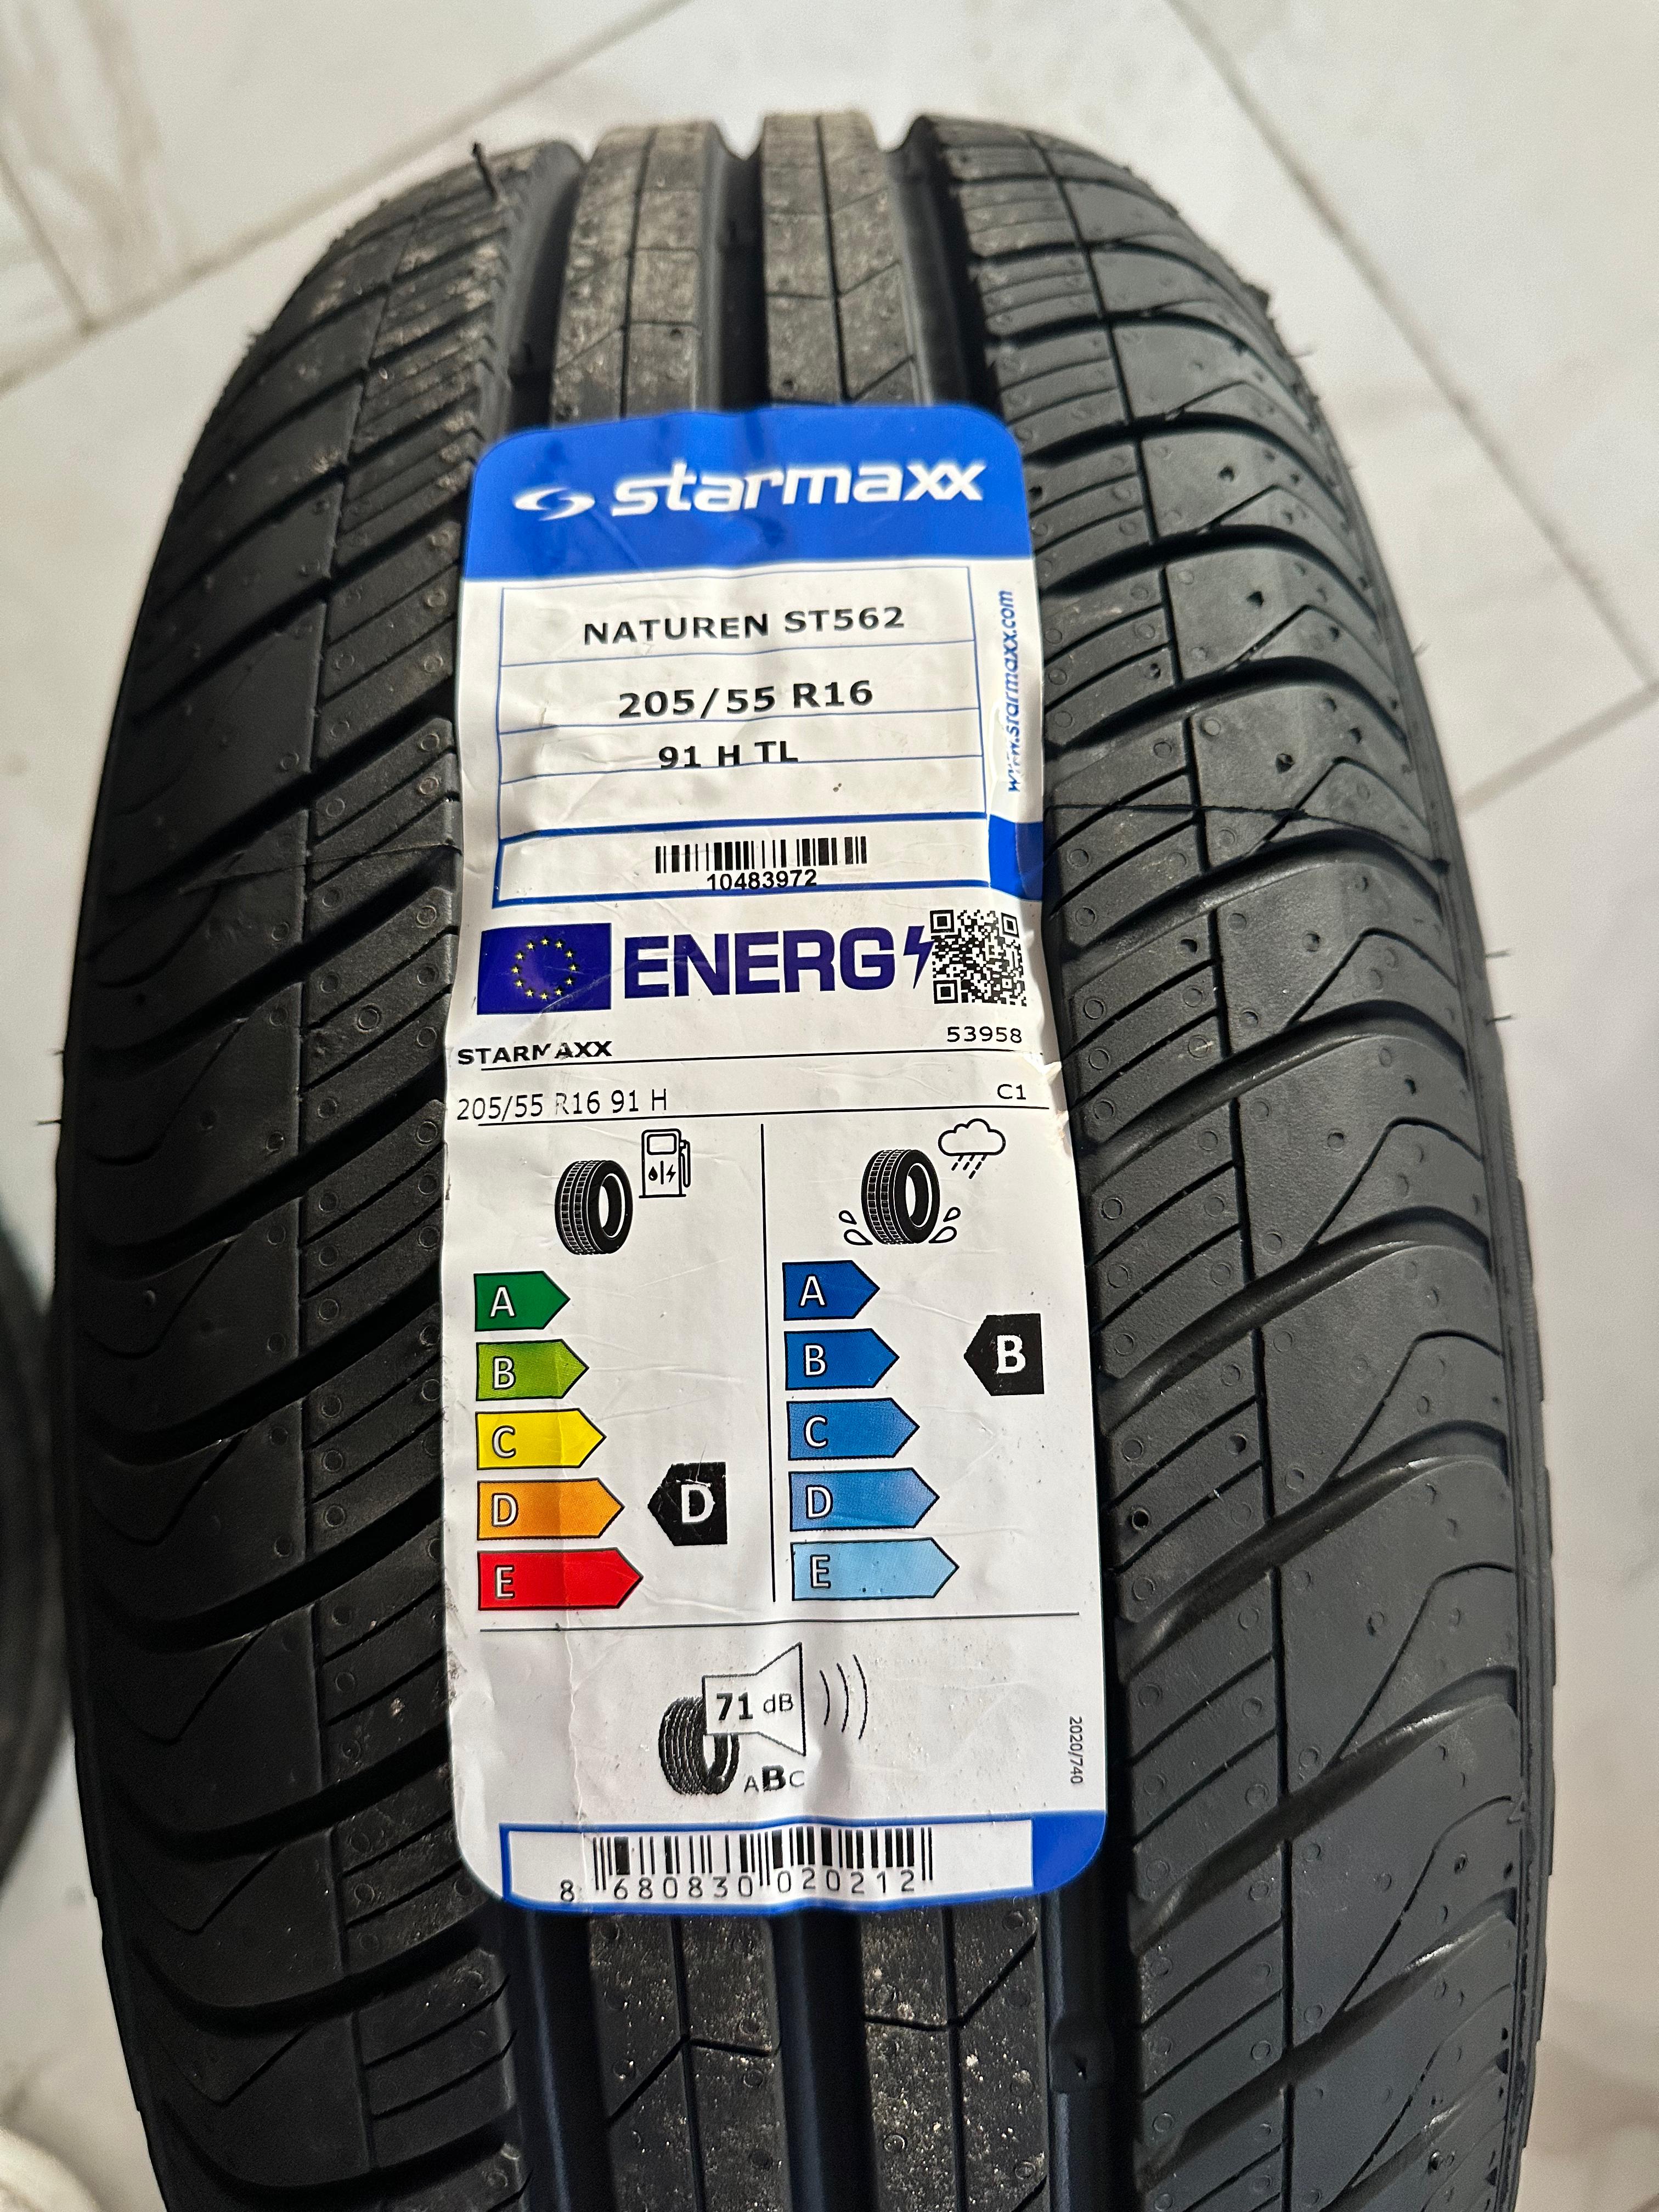 starmaxx
NATUREN ST562
205/55 R16
91 H TL
www.starmaxx.com
10483972
ENERG
STARMAXX
53958
205/55 R16 91 H
C1
A
B
C
D
E
D
A
B
C
D
E
B
71 dB
ABC
2020/740
8 680830 020212